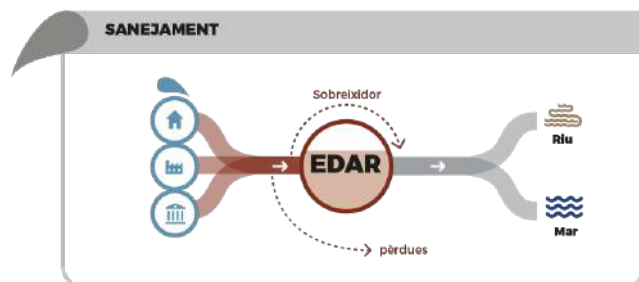 SANEJAMENT
Sobreixidor
EDAR
Riu
Mar
pèrdues